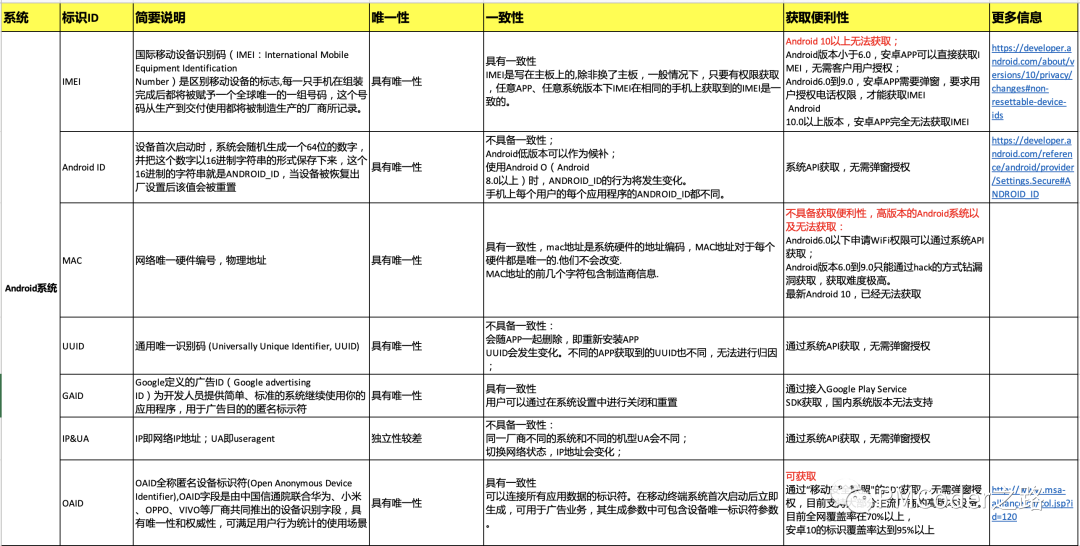 系统 标识ID 简要说明 唯一性 一致性 获取便利性 更多信息
Android系统
IMEI
国际移动设备识别码（IMEI：International Mobile
Equipment Identification
Number）是区别移动设备的标志,每一只手机在组装
完成后都将被赋予一个全球唯一的一组号码，这个号
码从生产到交付使用都将被制造生产的厂商所记录。
具有唯一性
具有一致性
IMEI是写在主板上的,除非换了主板，一般情况下，只要有权限获取
，任意APP、任意系统版本下IMEI在相同的手机上获取到的IMEI是一
致的。
Android 10以上无法获取；
Android版本小于6.0，安卓APP可以直接获取I
MEI，无需客户用户授权；
Android6.0到9.0，安卓APP需要弹窗，要求用
户授权电话权限，才能获取IMEI
Android
10.0以上版本，安卓APP完全无法获取IMEI
https://developer.a
ndroid.com/about/v
ersions/10/privacy/
changes#non-
resettable-device-
ids
Android ID
设备首次启动时，系统会随机生成一个64位的数字，
并把这个数字以16进制字符串的形式保存下来，这个
16进制的字符串就是ANDROID_ID，当设备被恢复出
厂设置后该值会被重置
具有唯一性
不具备一致性；
Android低版本可以作为候补；
使用Android O（Android
8.0以上）时，ANDROID_ID的行为将发生变化。
手机上每个用户的每个应用程序的ANDROID_ID都不同。
系统API获取，无需弹窗授权
https://developer.a
ndroid.com/referen
ce/android/provider
/Settings.Secure#A
NDROID_ID
MAC
网络唯一硬件编号，物理地址
具有唯一性
具有一致性，mac地址是系统硬件的地址编码，MAC地址对于每个
硬件都是唯一的.他们不会改变.
MAC地址的前几个字符包含制造商信息.
不具备获取便利性，高版本的Android系统以
及无法获取：
Android6.0以下申请WiFi权限可以通过系统API
获取；
Android版本6.0到9.0只能通过hack的方式钻漏
洞获取，获取难度极高。
最新Android 10，已经无法获取
UUID
通用唯一识别码 (Universally Unique Identifier, UUID)
具有唯一性
不具备一致性：
会随APP一起删除，即重新安装APP
UUID会发生变化。不同的APP获取到的UUID也不同，无法进行归因
；
通过系统API获取，无需弹窗授权
GAID
Google定义的广告ID（Google advertising
ID）为开发人员提供简单、标准的系统继续使用你的
应用程序，用于广告目的的匿名标示符
具有唯一性
具有一致性
用户可以通过在系统设置中进行关闭和重置
通过接入Google Play Service
SDK获取，国内系统版本无法支持
IP&UA
IP即网络IP地址；UA即useragent
独立性较差
不具备一致性：
同一厂商不同的系统和不同的机型UA会不同；
切换网络状态，IP地址会变化；
通过系统API获取，无需弹窗授权
OAID
OAID全称匿名设备标识符(Open Anonymous Device
Identifier),OAID字段是由中国信通院联合华为、小米
、OPPO、VIVO等厂商共同推出的设备识别字段，具
有唯一性和权威性，可满足用户行为统计的使用场景
具有唯一性
具有一致性
可以连接所有应用数据的标识符。在移动终端系统首次启动后立即
生成，可用于广告业务，其生成参数中可包含设备唯一标识符参数
。
可获取
通过“移动 获取，无需弹窗授
权，目前支
目前全网覆盖率在70%以上，
安卓10的标识覆盖率达到95%以上
msa-
col.jsp?i
d=120